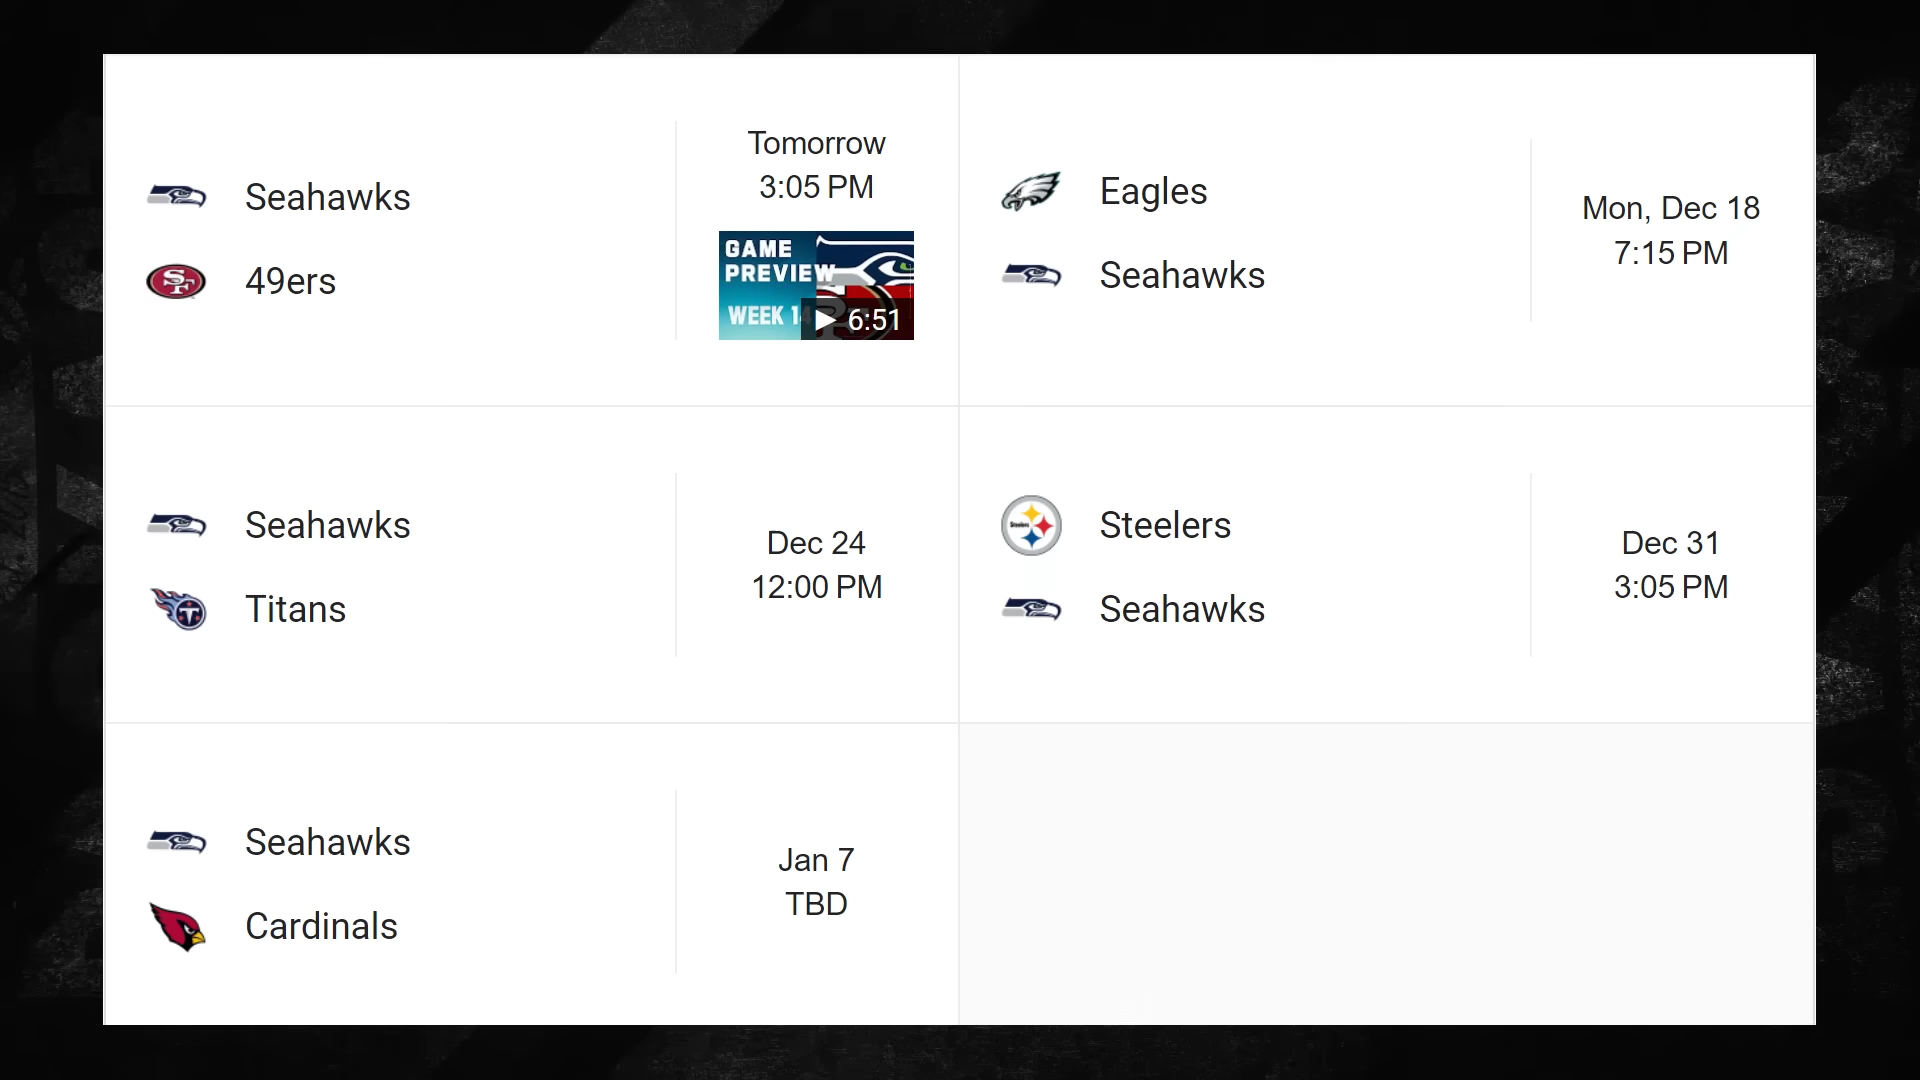 Seahawks
49ers
Tomorrow
3:05 PM
GAME
PREVIEW
WEEK 14
6:51
Eagles
Seahawks
Mon, Dec 18
7:15 PM
Seahawks
Titans
Dec 24
12:00 PM
Steelers
Steelers
Seahawks
Dec 31
3:05 PM
Seahawks
Cardinals
Jan 7
TBD